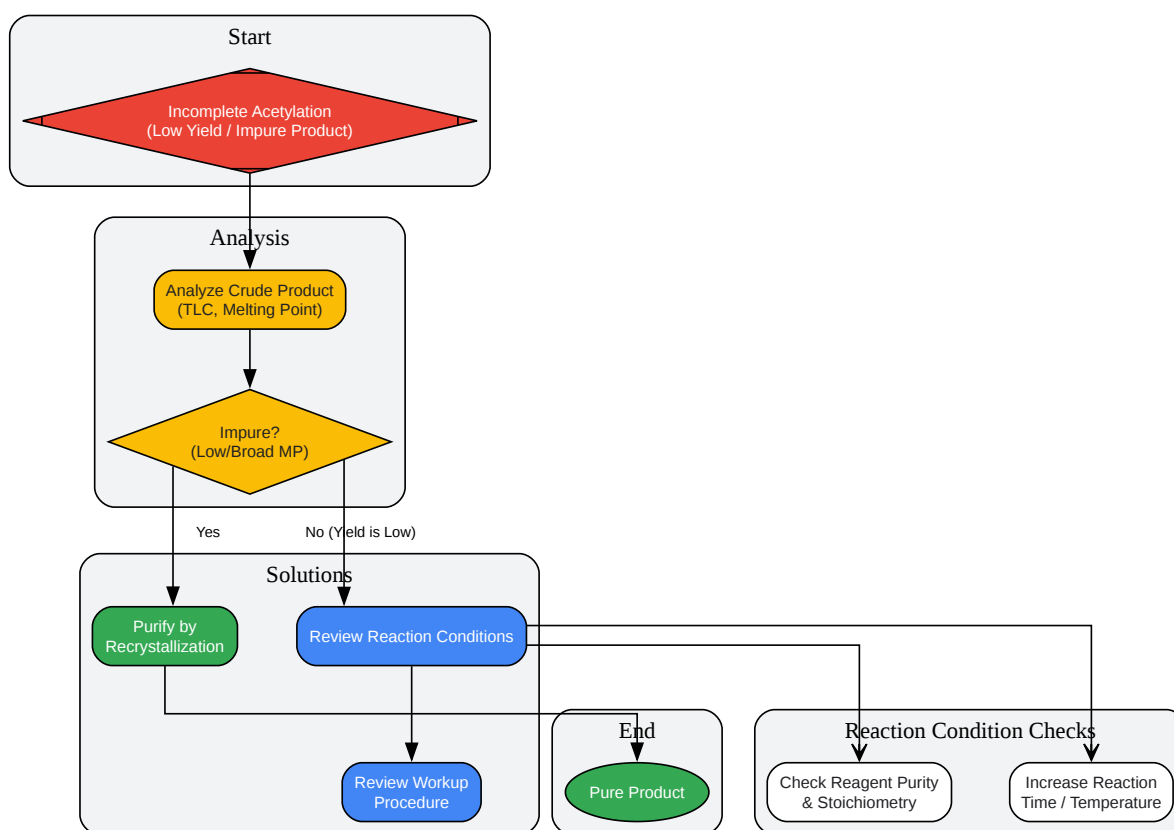 Start
Incomplete Acetylation
(Low Yield / Impure Product)
Analysis
Analyze Crude Product
(TLC, Melting Point)
Impure?
(Low/Broad MP)
Yes
No (Yield is Low)
Solutions
Purify by
Recrystallization
Review Reaction Conditions
Review Workup
Procedure
End
Pure Product
Reaction Condition Checks
Check Reagent Purity
& Stoichiometry
Increase Reaction
Time / Temperature